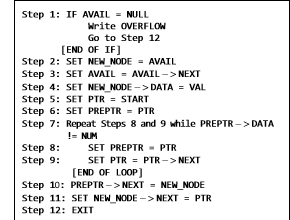 Step 1: IF AVAIL = NULL
Write OVERFLOW
Go to Step 12
[END OF IF]
Step 2: SET NEW_NODE = AVAIL
Step 3: SET AVAIL = AVAIL->NEXT
Step 4: SET NEW_NODE->DATA = VAL
Step 5: SET PTR = START
Step 6: SET PREPTR = PTR
Step 7: Repeat Steps 8 and 9 while PREPTR->DATA
!= NUM
Step 8: SET PREPTR = PTR
Step 9: SET PTR = PTR->NEXT
[END OF LOOP]
Step 10: PREPTR->NEXT = NEW_NODE
Step 11: SET NEW_NODE->NEXT = PTR
Step 12: EXIT